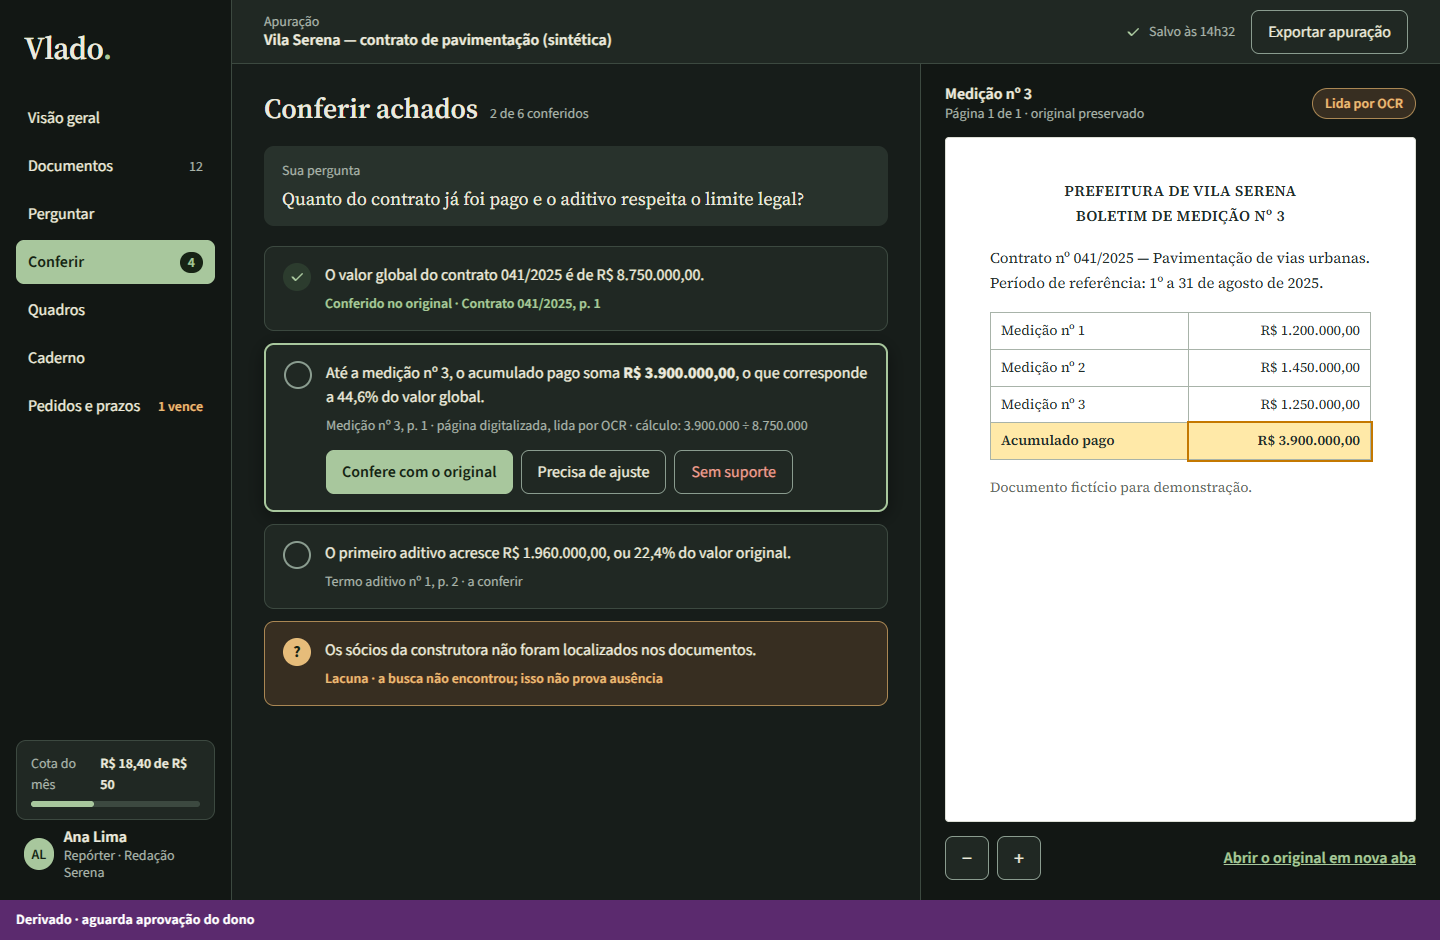 Vlado.
Visão geral
Documentos 12
Perguntar
Conferir 4
Quadros
Caderno
Pedidos e prazos 1 vence
Cota do mês R$ 18,40 de R$ 50
AL
Ana Lima
Repórter · Redação
Serena
Apuração
Vila Serena — contrato de pavimentação (sintética)
Salvo às 14h32
Exportar apuração
Conferir achados 2 de 6 conferidos
Sua pergunta
Quanto do contrato já foi pago e o aditivo respeita o limite legal?
O valor global do contrato 041/2025 é de R$ 8.750.000,00.
Conferido no original · Contrato 041/2025, p. 1
Até a medição nº 3, o acumulado pago soma R$ 3.900.000,00, o que corresponde
a 44,6% do valor global.
Medição nº 3, p. 1 · página digitalizada, lida por OCR · cálculo: 3.900.000 ÷ 8.750.000
Confere com o original
Precisa de ajuste
Sem suporte
O primeiro aditivo acresce R$ 1.960.000,00, ou 22,4% do valor original.
Termo aditivo nº 1, p. 2 · a conferir
?
Os sócios da construtora não foram localizados nos documentos.
Lacuna · a busca não encontrou; isso não prova ausência
Medição nº 3
Página 1 de 1 · original preservado
Lida por OCR
PREFEITURA DE VILA SERENA
BOLETIM DE MEDIÇÃO Nº 3
Contrato nº 041/2025 — Pavimentação de vias urbanas.
Período de referência: 1º a 31 de agosto de 2025.
Medição nº 1 R$ 1.200.000,00
Medição nº 2 R$ 1.450.000,00
Medição nº 3 R$ 1.250.000,00
Acumulado pago R$ 3.900.000,00
Documento fictício para demonstração.
− +
Abrir o original em nova aba
Derivado · aguarda aprovação do dono